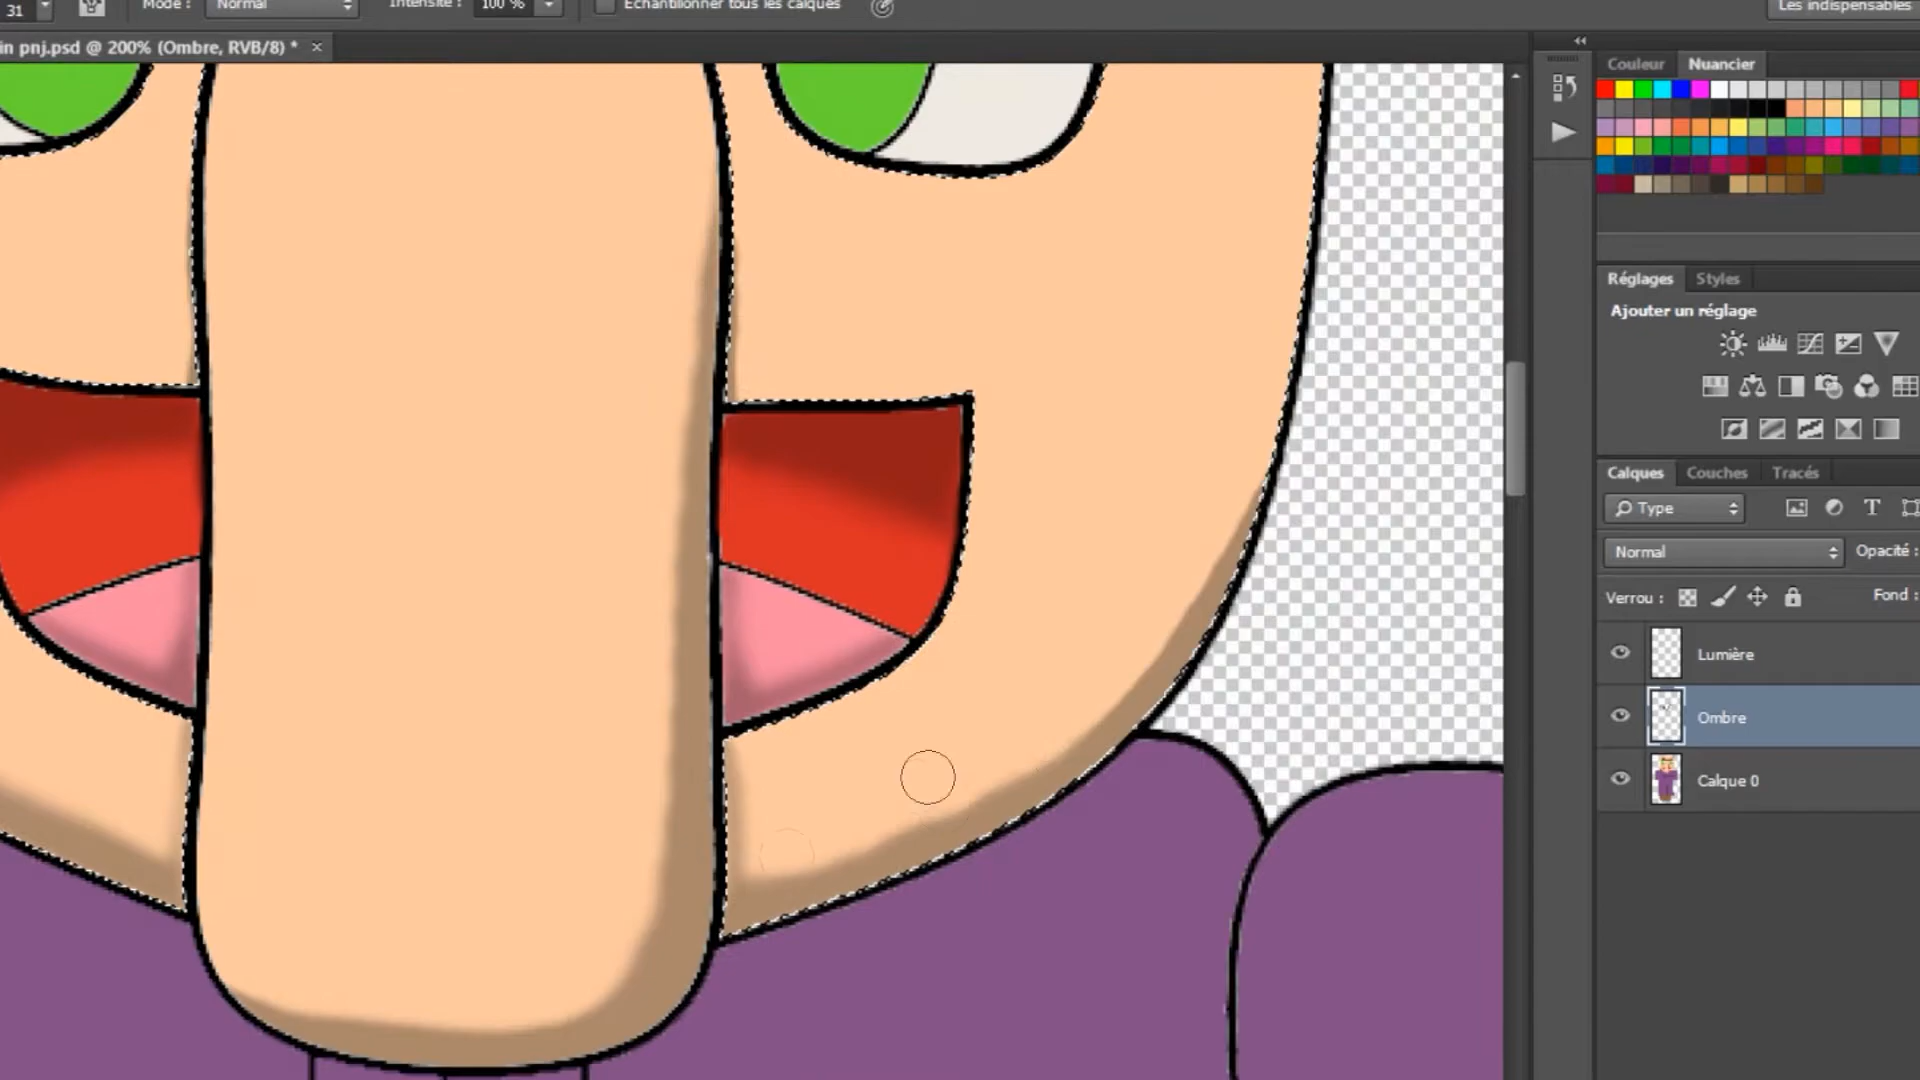 31 Mode : Normal Intensité : 100 % Echantillonner tous les calques Les indispensables
in pnj.psd @ 200% (Ombre, RVB/8) * ×
Couleur Nuancier
Réglages Styles
Ajouter un réglage
Calques Couches Tracés
Type
Normal Opacité :
Verrou : Fond :
Lumière
Ombre
Calque 0